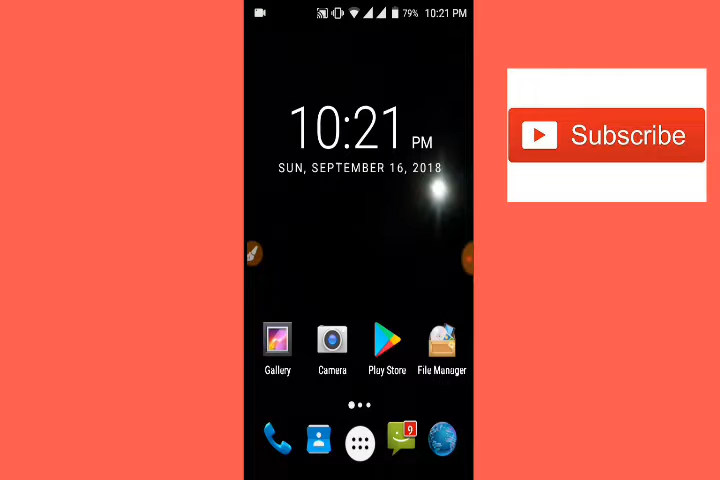 79% 10:21 PM
10:21 PM
SUN, SEPTEMBER 16, 2018
Subscribe
Gallery Camera Play Store File Manager
9